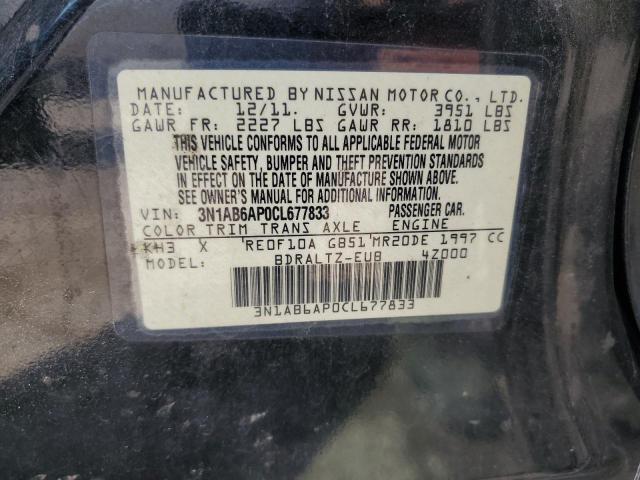 MANUFACTURED BY NISSAN MOTOR CO., LTD.
DATE: 12/11. GVWR: 3951 LBS
GAWR FR: 2227 LBS GAWR RR: 1810 LBS
THIS VEHICLE CONFORMS TO ALL APPLICABLE FEDERAL MOTOR
VEHICLE SAFETY, BUMPER AND THEFT PREVENTION STANDARDS
IN EFFECT ON THE DATE OF MANUFACTURE SHOWN ABOVE.
SEE OWNER'S MANUAL FOR ADDITIONAL INFORMATION.
VIN: 3N1AB6AP0CL677833 PASSENGER CAR.
COLOR TRIM TRANS AXLE ENGINE
KH3 X RE0F10A GB51 MR20DE 1997 CC
MODEL: BDRALTZ-EUB 4Z000
3N1AB6AP0CL677833